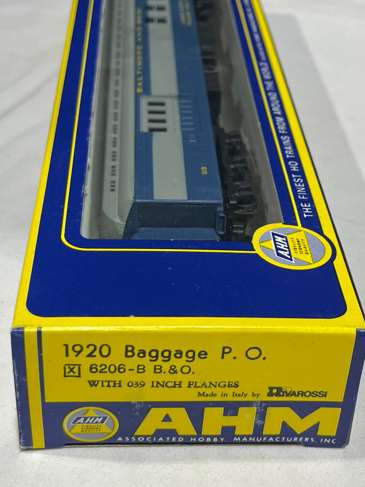 BALTIMORE AND OHIO
THE FINEST HO TRAINS FROM AROUND THE WORLD
AHM
1920 Baggage P. O.
X 6206-B B.&O.
WITH 039 INCH FLANGES
Made in Italy by RIVAROSSI
AHM
AHM
ASSOCIATED HOBBY MANUFACTURERS, INC